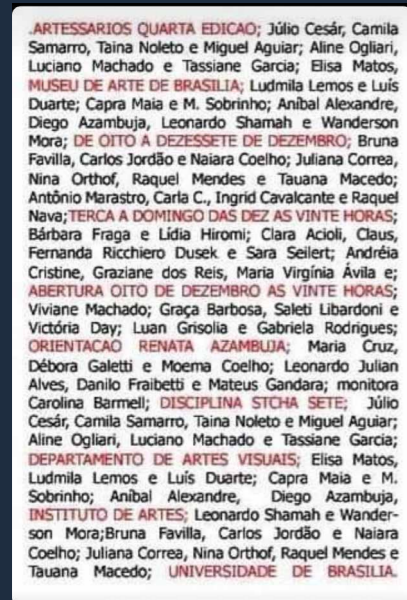 .ARTESSARIOS QUARTA EDICAO; Júlio Cesár, Camila
Samarro, Taina Noleto e Miguel Aguiar; Aline Ogliari,
Luciano Machado e Tassiane Garcia; Elisa Matos,
MUSEU DE ARTE DE BRASILIA; Ludmila Lemos e Luís
Duarte; Capra Maia e M. Sobrinho; Aníbal Alexandre,
Diego Azambuja, Leonardo Shamah e Wanderson
Mora; DE OITO A DEZESSETE DE DEZEMBRO; Bruna
Favilla, Carlos Jordão e Naiara Coelho; Juliana Correa,
Nina Orthof, Raquel Mendes e Tauana Macedo;
Antônio Marastro, Carla C., Ingrid Cavalcante e Raquel
Nava;TERCA A DOMINGO DAS DEZ AS VINTE HORAS;
Bárbara Fraga e Lídia Hiromi; Clara Acioli, Claus,
Fernanda Ricchiero Dusek e Sara Seilert; Andréia
Cristine, Graziane dos Reis, Maria Virgínia Ávila e;
ABERTURA OITO DE DEZEMBRO AS VINTE HORAS;
Viviane Machado; Graça Barbosa, Saleti Libardoni e
Victória Day; Luan Grisolia e Gabriela Rodrigues;
ORIENTACAO RENATA AZAMBUJA; Maria Cruz,
Débora Galetti e Moema Coelho; Leonardo Julian
Alves, Danilo Fraibetti e Mateus Gandara; monitora
Carolina Barmell; DISCIPLINA STCHA SETE; Júlio
Cesár, Camila Samarro, Taina Noleto e Miguel Aguiar;
Aline Ogliari, Luciano Machado e Tassiane Garcia;
DEPARTAMENTO DE ARTES VISUAIS; Elisa Matos,
Ludmila Lemos e Luís Duarte; Capra Maia e M.
Sobrinho; Aníbal Alexandre, Diego Azambuja,
INSTITUTO DE ARTES; Leonardo Shamah e Wander-
son Mora;Bruna Favilla, Carlos Jordão e Naiara
Coelho; Juliana Correa, Nina Orthof, Raquel Mendes e
Tauana Macedo; UNIVERSIDADE DE BRASILIA.